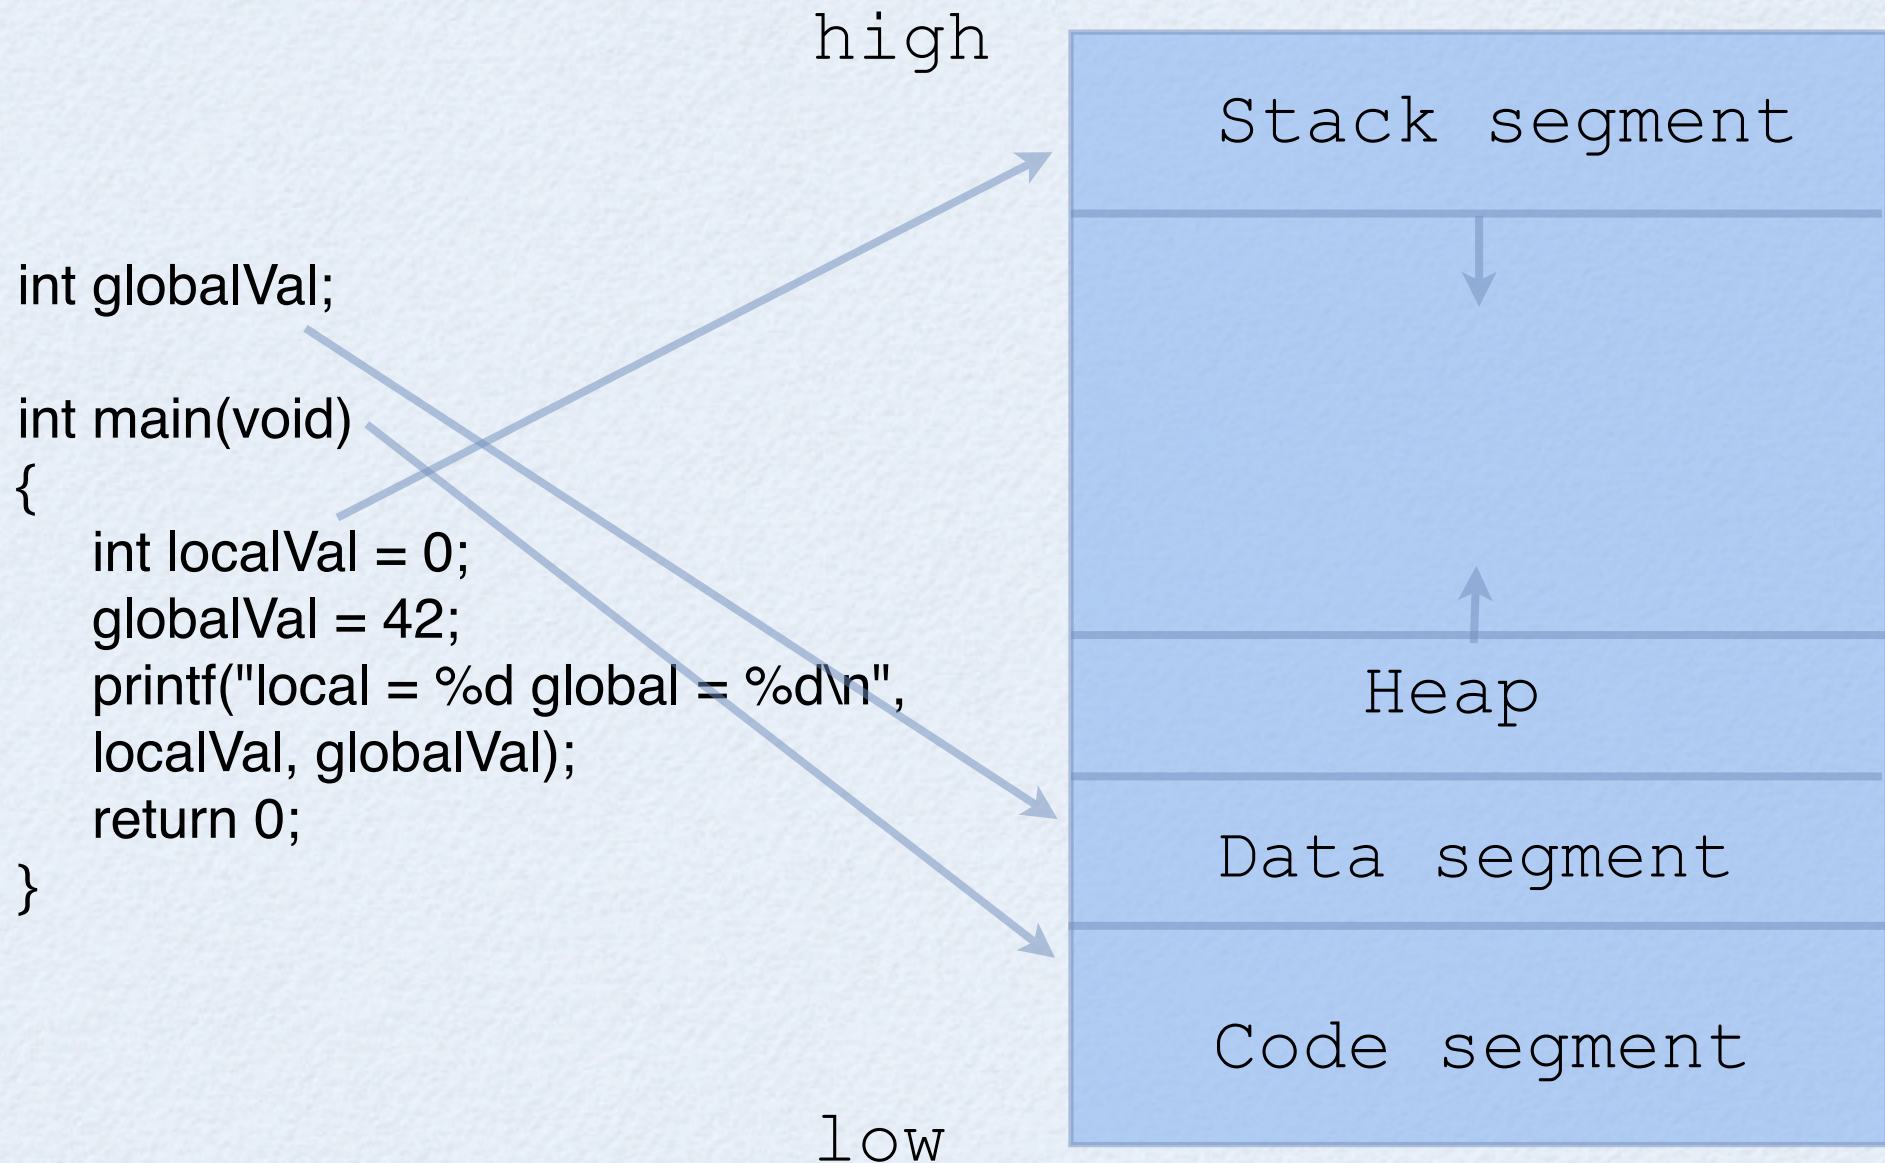 high
Stack segment
int globalVal;
int main(void)
{
int localVal = 0;
globalVal = 42;
printf("local = %d global = %d\n",
localVal, globalVal);
return 0;
}
Heap
Data segment
Code segment
low